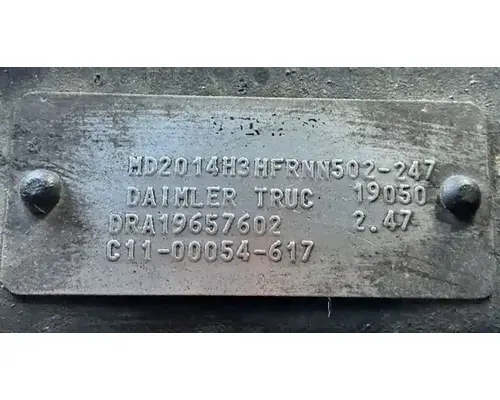 MD2014H3HFRNN502-247
DAIMLER TRUC 19050
DRA19657602 2.47
C11-00054-617